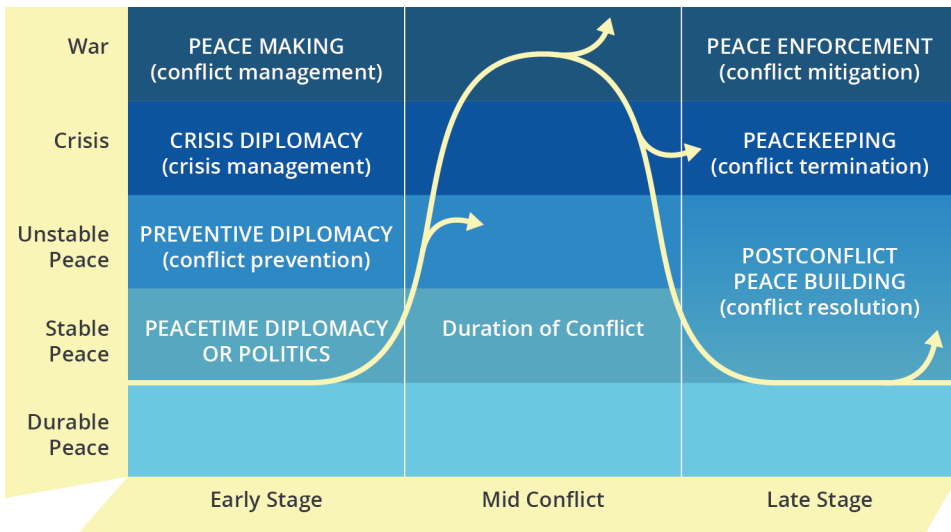 War
PEACE MAKING
(conflict management)
PEACE ENFORCEMENT
(conflict mitigation)
Crisis
CRISIS DIPLOMACY
(crisis management)
PEACEKEEPING
(conflict termination)
Unstable
Peace
PREVENTIVE DIPLOMACY
(conflict prevention)
POSTCONFLICT
PEACE BUILDING
(conflict resolution)
Stable
Peace
PEACETIME DIPLOMACY
OR POLITICS
Duration of Conflict
Durable
Peace
Early Stage
Mid Conflict
Late Stage